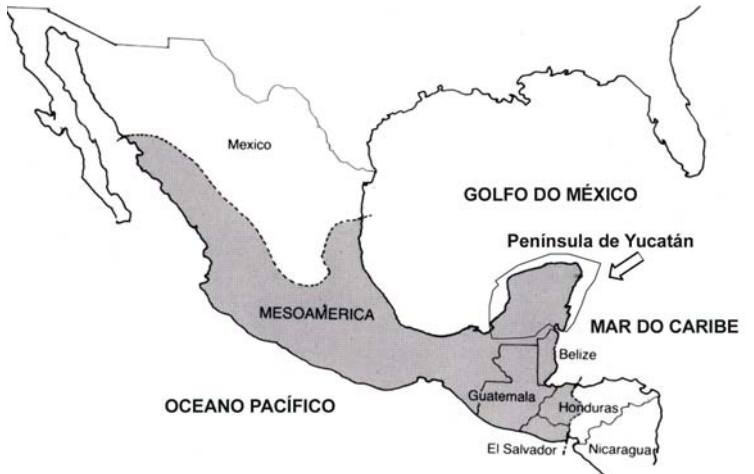 Mexico
GOLFO DO MÉXICO
Península de Yucatán
MESOAMERICA
MAR DO CARIBE
Belize
Guatemala
Honduras
OCEANO PACÍFICO
El Salvador
Nicaragua